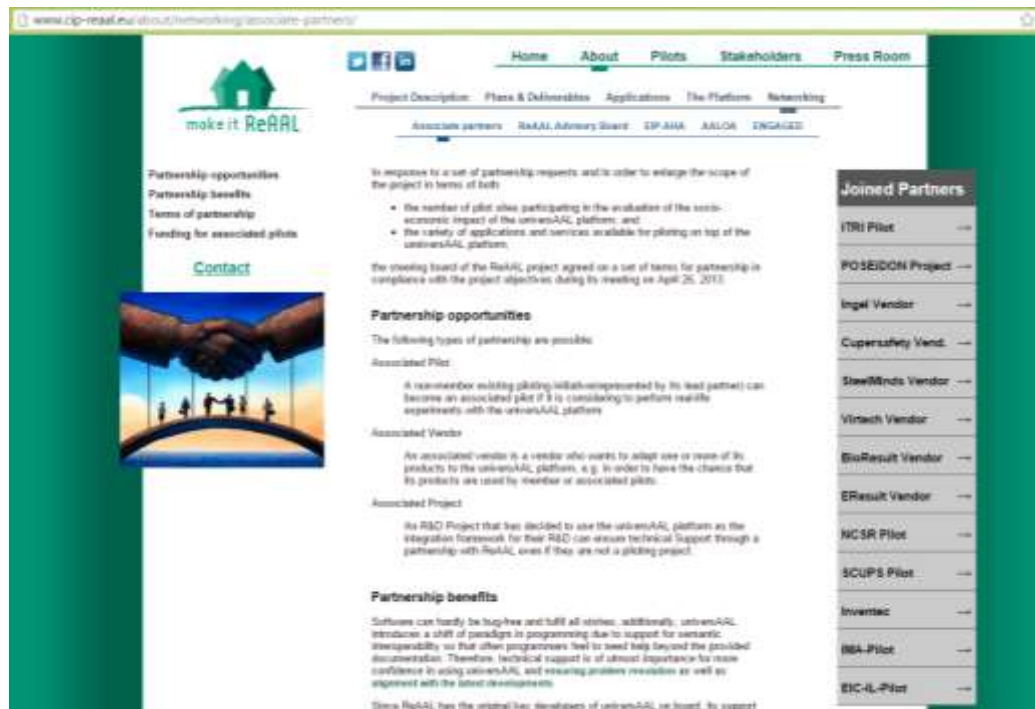 www.cip-reaal.eu/about/networking/associate-partners/
Home About Pilots Stakeholders Press Room
Project Description Plans & Deliverables Applications The Platform Networking
make it ReAAL
Associate partners ReAAL Advisory Board EIP-AHA AALOA ENGAGED
Partnership opportunities
Partnership benefits
Terms of partnership
Funding for associated pilots
Contact
In response to a set of partnership requests and in order to enlarge the scope of
the project in terms of both
• the number of pilot sites participating in the evaluation of the socio-
economic impact of the universAAL platform, and
• the variety of applications and services available for piloting on top of the
universAAL platform,
the steering board of the ReAAL project agreed on a set of terms for partnership in
compliance with the project objectives during its meeting on April 26, 2013.
Partnership opportunities
The following types of partnership are possible:
Associated Pilot
A non-member existing piloting initiative(represented by its lead partner) can
become an associated pilot if it is considering to perform real-life
experiments with the universAAL platform
Associated Vendor
An associated vendor is a vendor who wants to adapt one or more of its
products to the universAAL platform, e.g. in order to have the chance that
its products are used by member or associated pilots.
Associated Project
An R&D Project that has decided to use the universAAL platform as the
integration framework for their R&D can ensure technical Support through a
partnership with ReAAL even if they are not a piloting project.
Partnership benefits
Software can hardly be bug-free and fulfil all wishes, additionally, universAAL
introduces a shift of paradigm in programming due to support for semantic
interoperability so that often programmers feel to need help beyond the provided
documentation. Therefore, technical support is of utmost importance for more
confidence in using universAAL and ensuring problem resolution as well as
alignment with the latest developments.
Since ReAAL has the original key developers of universAAL on board, its support
Joined Partners
ITRI Pilot →
POSEIDON Project →
Ingel Vendor →
Cupersafety Vend. →
SteelMinds Vendor →
Virtech Vendor →
BioResult Vendor →
EResult Vendor →
NCSR Pilot →
SCUPS Pilot →
Inventec →
IMA-Pilot →
EIC-IL-Pilot →